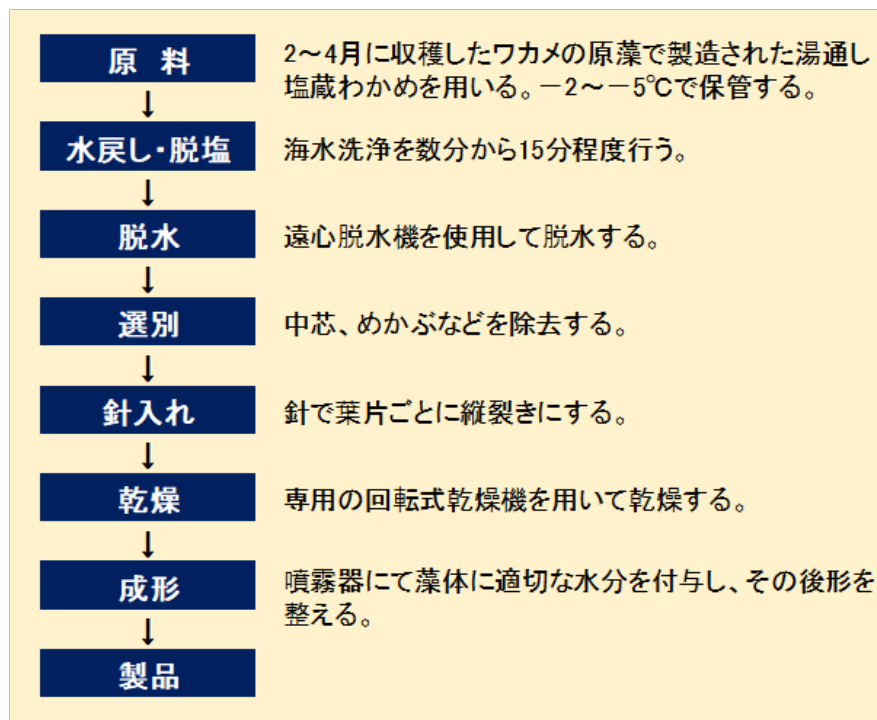 原 料
2～4月に収穫したワカメの原藻で製造された湯通し
塩蔵わかめを用いる。－2～－5℃で保管する。
↓
水戻し・脱塩
海水洗浄を数分から15分程度行う。
↓
脱水
遠心脱水機を使用して脱水する。
↓
選別
中芯、めかぶなどを除去する。
↓
針入れ
針で葉片ごとに縦裂きにする。
↓
乾燥
専用の回転式乾燥機を用いて乾燥する。
↓
成形
噴霧器にて藻体に適切な水分を付与し、その後形を
整える。
↓
製品